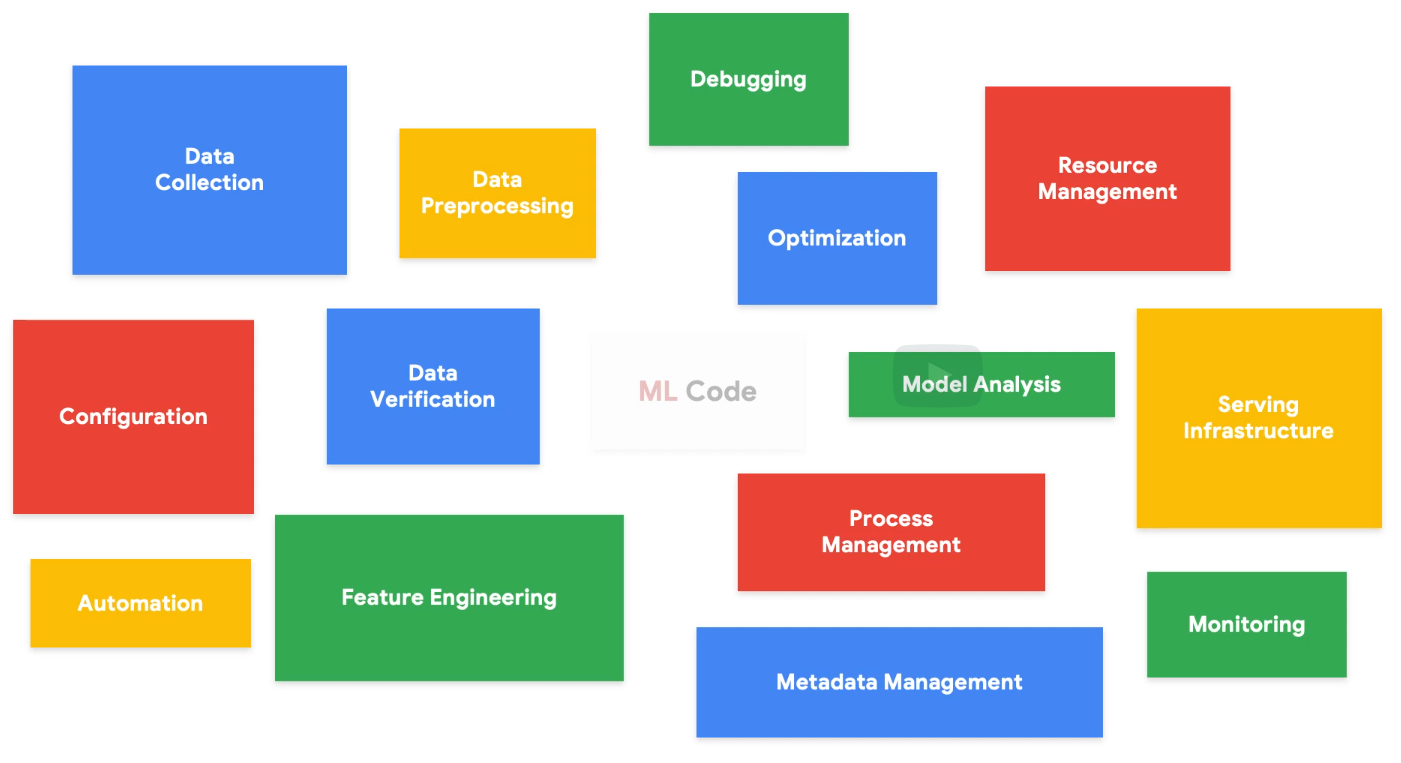 Debugging
Data
Collection
Data
Preprocessing
Resource
Management
Optimization
Configuration
Data
Verification
ML Code
Model Analysis
Serving
Infrastructure
Process
Management
Automation
Feature Engineering
Monitoring
Metadata Management